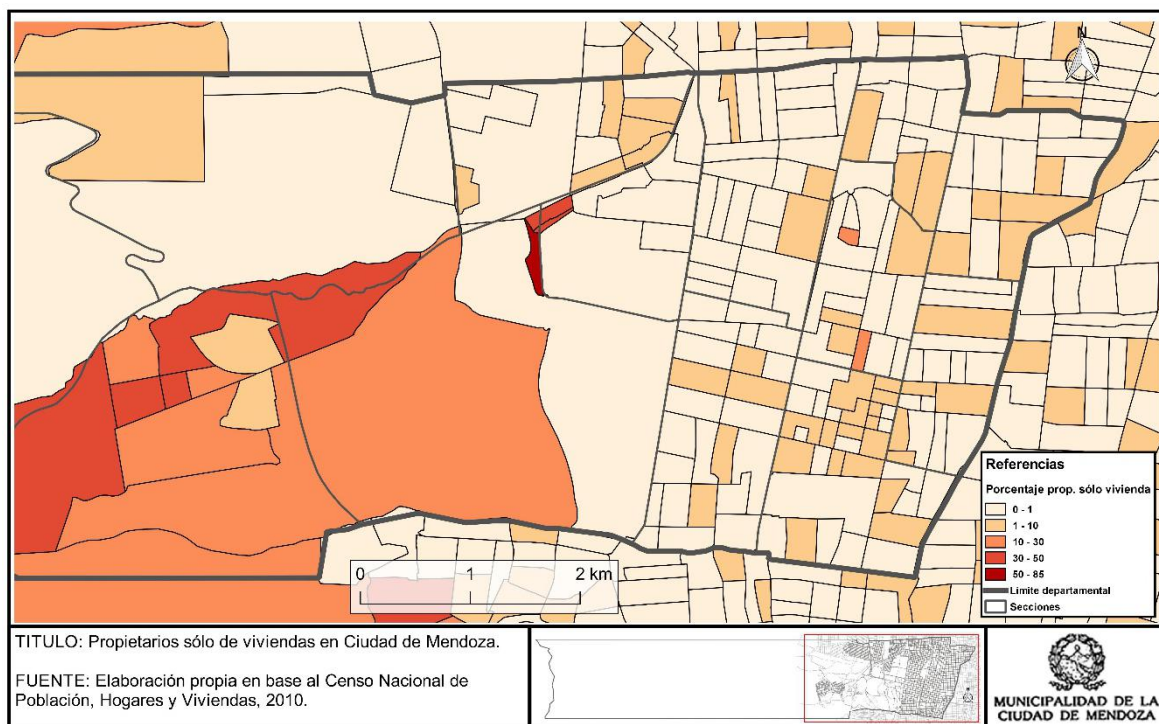 N
Referencias
Porcentaje prop. sólo vivienda
0 - 1
1 - 10
10 - 30
30 - 50
50 - 85
Límite departamental
Secciones
0 1 2 km
TITULO: Propietarios sólo de viviendas en Ciudad de Mendoza.
FUENTE: Elaboración propia en base al Censo Nacional de
Población, Hogares y Viviendas, 2010.
MUNICIPALIDAD DE LA
CIUDAD DE MENDOZA